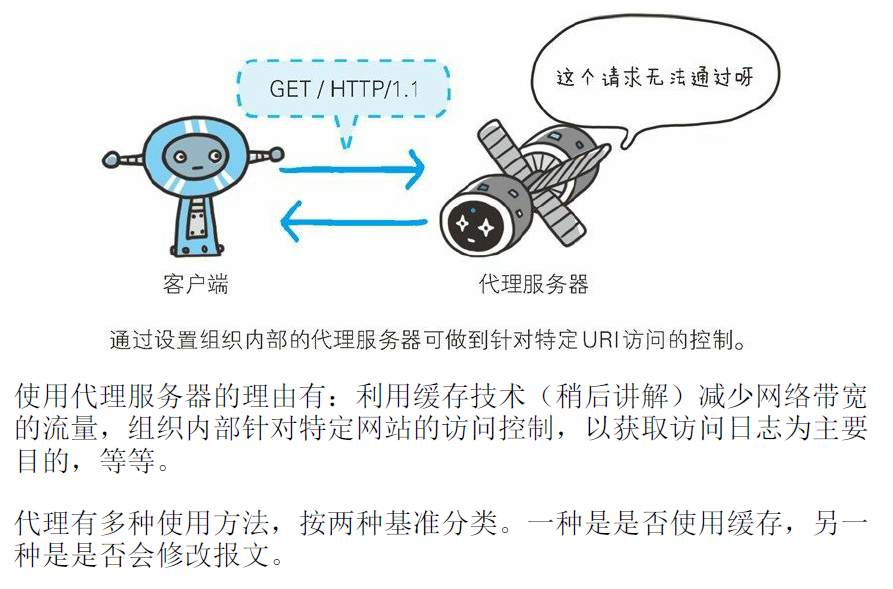 GET / HTTP/1.1
这个请求无法通过呀
客户端
代理服务器
通过设置组织内部的代理服务器可做到针对特定URI访问的控制。
使用代理服务器的理由有：利用缓存技术（稍后讲解）减少网络带宽
的流量，组织内部针对特定网站的访问控制，以获取访问日志为主要
目的，等等。
代理有多种使用方法，按两种基准分类。一种是是否使用缓存，另一
种是是否会修改报文。